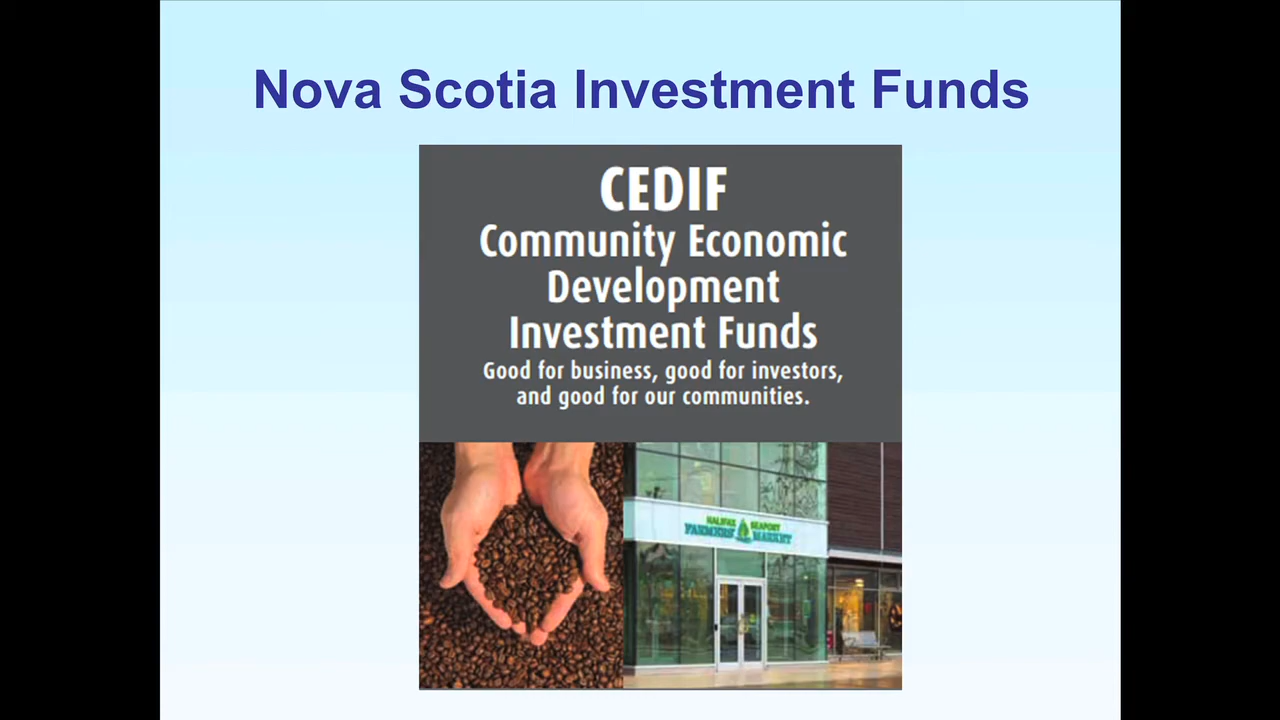 Nova Scotia Investment Funds
CEDIF
Community Economic
Development
Investment Funds
Good for business, good for investors,
and good for our communities.
HALIFAX SEAPORT
FARMERS' MARKET